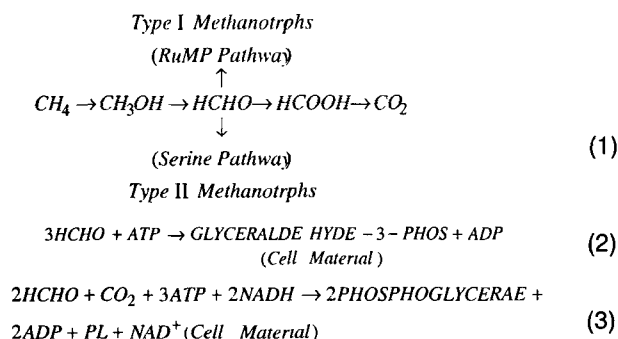 Type I Methanotrphs
(RuMP Pathway)
↑
CH4 → CH3OH → HCHO → HCOOH → CO2
↓
(Serine Pathway)
(1)
Type II Methanotrphs
3HCHO + ATP → GLYCERALDE HYDE -3- PHOS + ADP
(2)
(Cell Material)
2HCHO + CO2 + 3ATP + 2NADH → 2PHOSPHOGLYCERAE +
(3)
2ADP + PL + NAD+ (Cell Material)